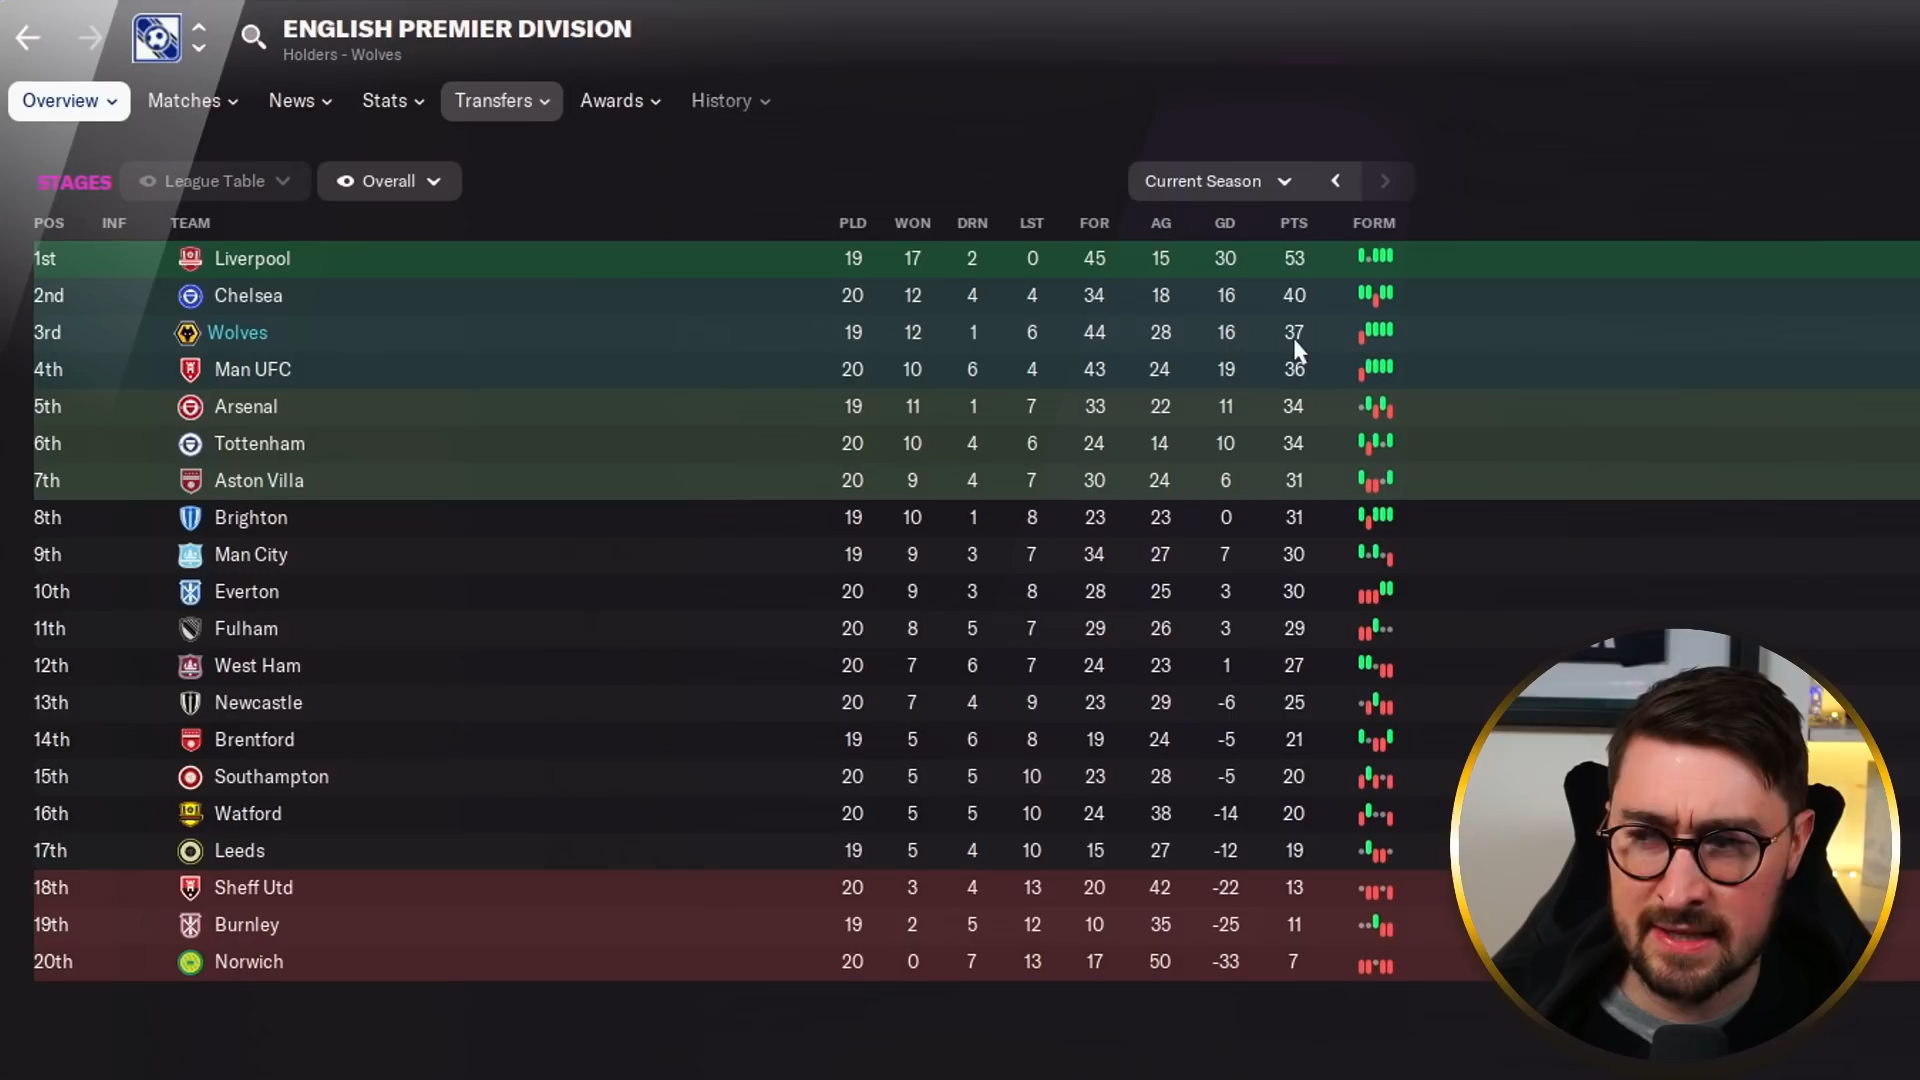 ENGLISH PREMIER DIVISION
Holders - Wolves
Overview Matches News Stats Transfers Awards History
STAGES League Table Overall Current Season
POS INF TEAM PLD WON DRN LST FOR AG GD PTS FORM
1st Liverpool 19 17 2 0 45 15 30 53
2nd Chelsea 20 12 4 4 34 18 16 40
3rd Wolves 19 12 1 6 44 28 16 37
4th Man UFC 20 10 6 4 43 24 19 36
5th Arsenal 19 11 1 7 33 22 11 34
6th Tottenham 20 10 4 6 24 14 10 34
7th Aston Villa 20 9 4 7 30 24 6 31
8th Brighton 19 10 1 8 23 23 0 31
9th Man City 19 9 3 7 34 27 7 30
10th Everton 20 9 3 8 28 25 3 30
11th Fulham 20 8 5 7 29 26 3 29
12th West Ham 20 7 6 7 24 23 1 27
13th Newcastle 20 7 4 9 23 29 -6 25
14th Brentford 19 5 6 8 19 24 -5 21
15th Southampton 20 5 5 10 23 28 -5 20
16th Watford 20 5 5 10 24 38 -14 20
17th Leeds 19 5 4 10 15 27 -12 19
18th Sheff Utd 20 3 4 13 20 42 -22 13
19th Burnley 19 2 5 12 10 35 -25 11
20th Norwich 20 0 7 13 17 50 -33 7